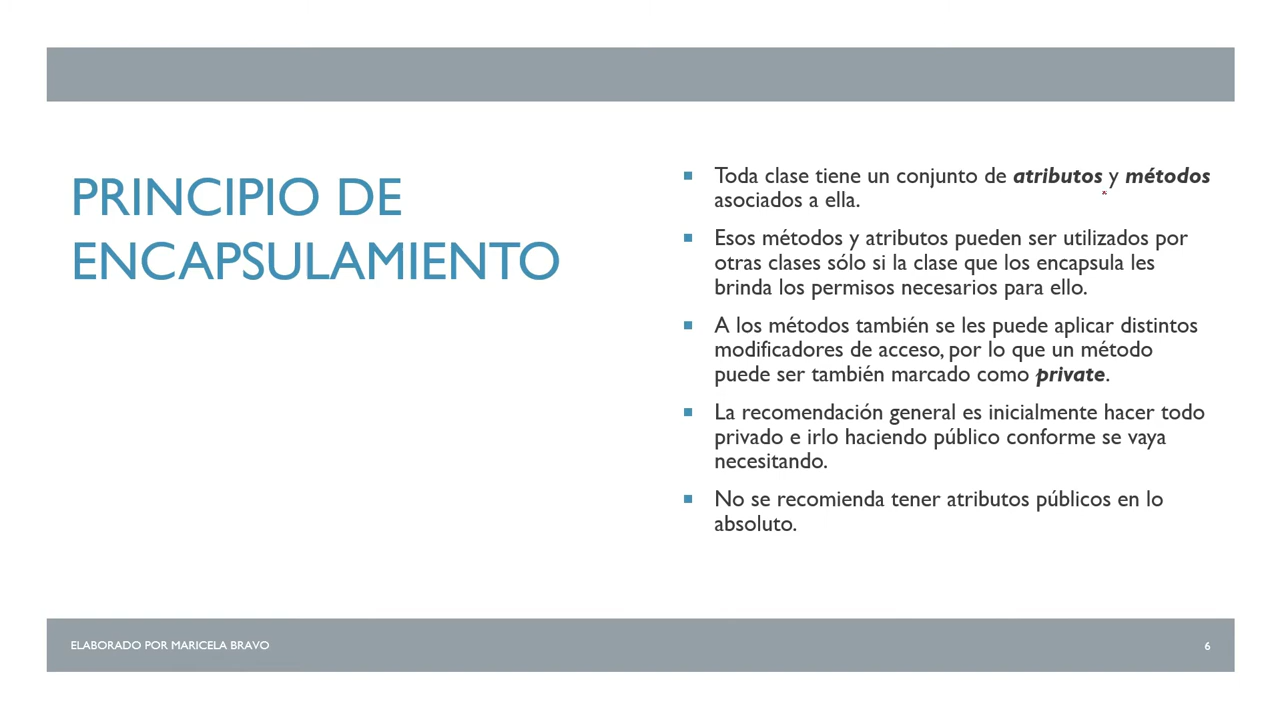 PRINCIPIO DE
ENCAPSULAMIENTO
Toda clase tiene un conjunto de atributos y métodos
asociados a ella.
Esos métodos y atributos pueden ser utilizados por
otras clases sólo si la clase que los encapsula les
brinda los permisos necesarios para ello.
A los métodos también se les puede aplicar distintos
modificadores de acceso, por lo que un método
puede ser también marcado como private.
La recomendación general es inicialmente hacer todo
privado e irlo haciendo público conforme se vaya
necesitando.
No se recomienda tener atributos públicos en lo
absoluto.
ELABORADO POR MARICELA BRAVO
6